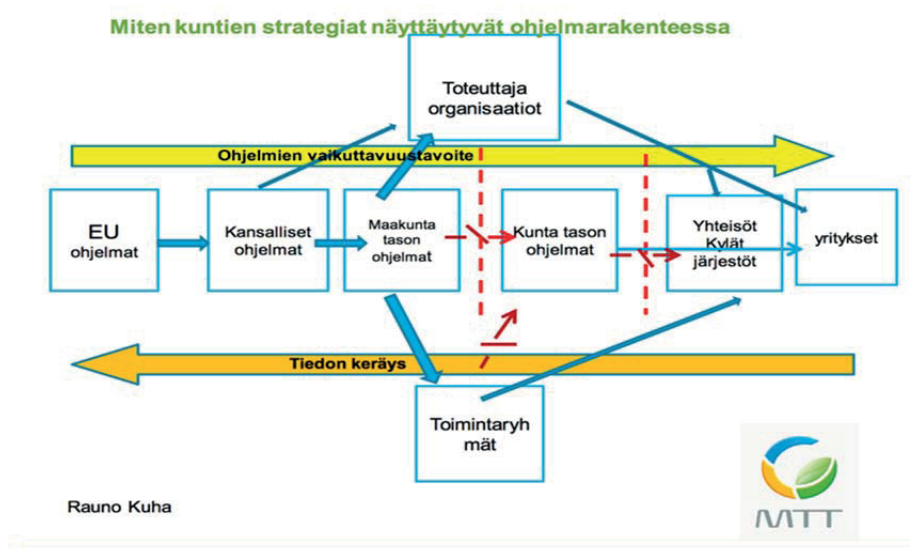 Miten kuntien strategiat näyttäytyvät ohjelmarakenteessa
Toteuttaja
organisaatiot
Ohjelmien vaikuttavuustavoite
EU
ohjelmat
Kansalliset
ohjelmat
Maakunta
tason
ohjelmat
Kunta tason
ohjelmat
Yhteisöt
Kylät
järjestöt
yritykset
Tiedon keräys
Toimintaryh
mät
Rauno Kuha
MTT